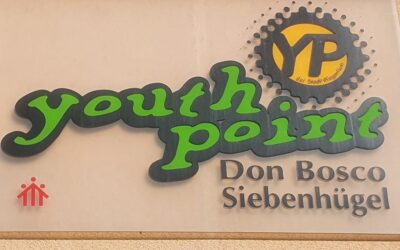 YP
youth
point
Don Bosco
Siebenhügel